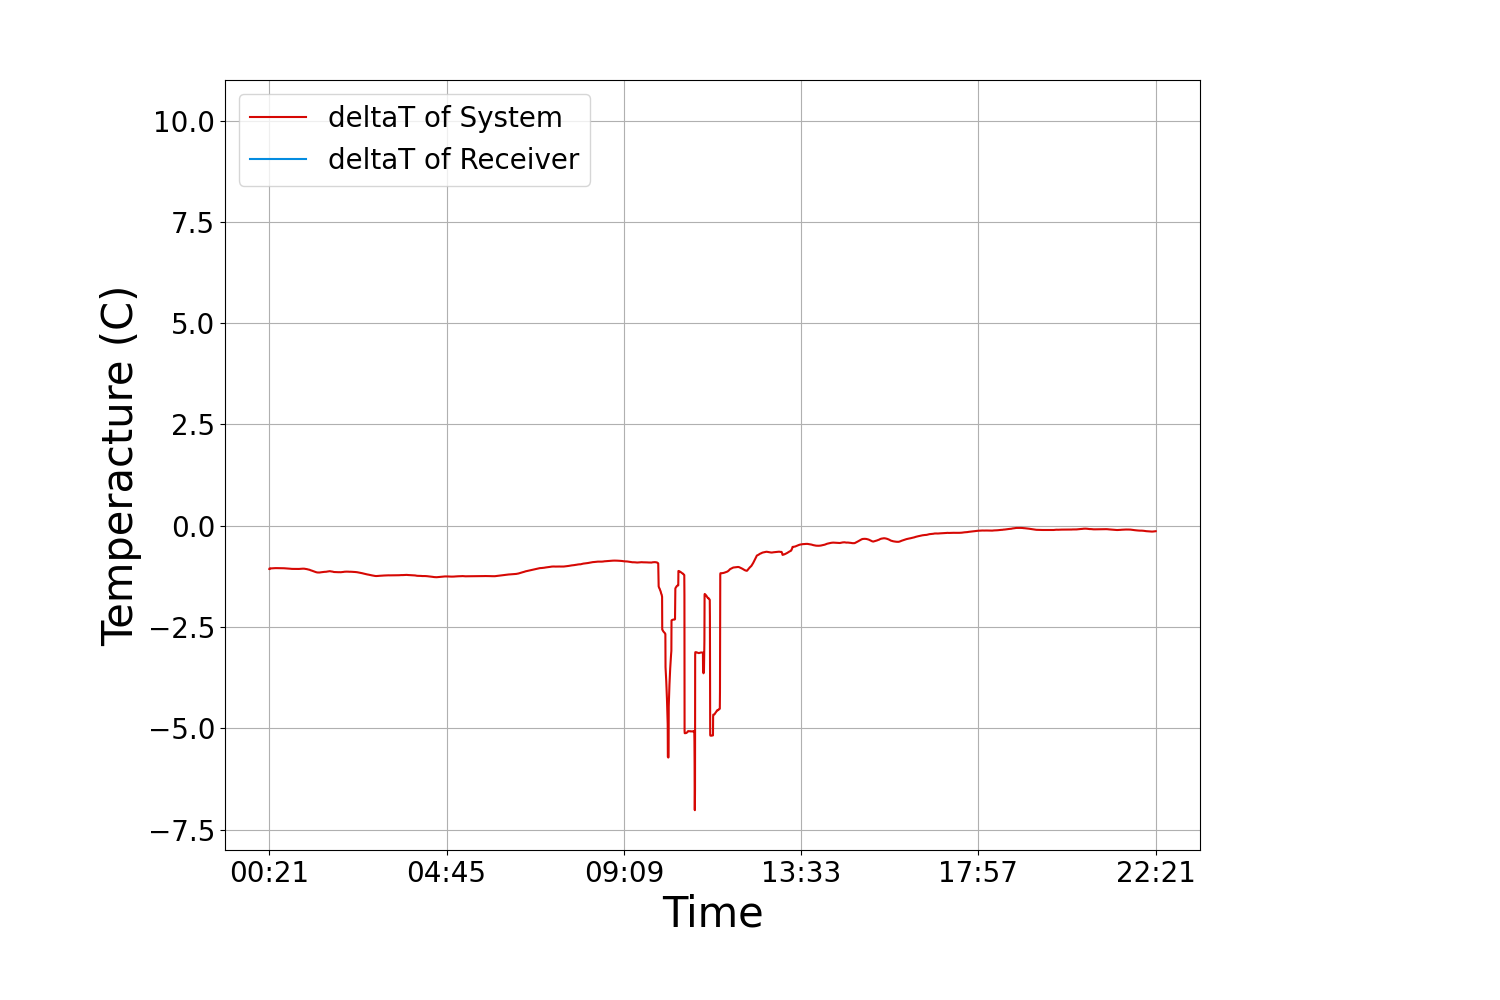 deltaT of System
deltaT of Receiver
10.0
7.5
5.0
2.5
0.0
−2.5
−5.0
−7.5
Temperacture (C)
00:21 04:45 09:09 13:33 17:57 22:21
Time